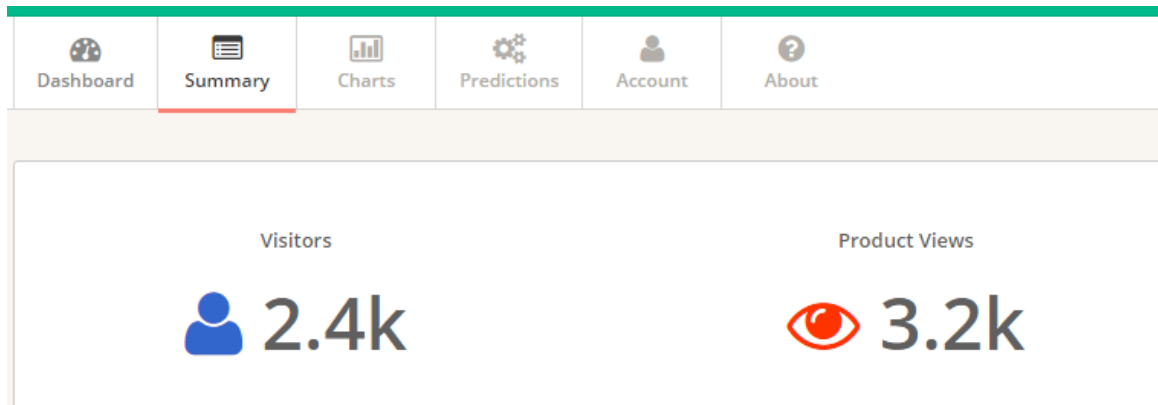 Dashboard Summary Charts Predictions Account About
Visitors Product Views
2.4k 3.2k